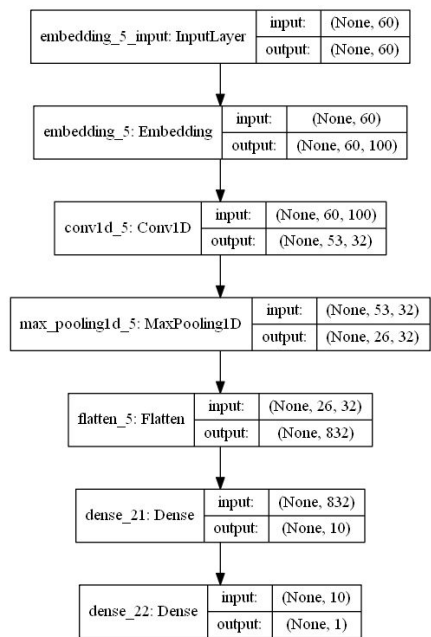 embedding_5_input: InputLayer input: (None, 60)
output: (None, 60)
embedding_5: Embedding input: (None, 60)
output: (None, 60, 100)
conv1d_5: Conv1D input: (None, 60, 100)
output: (None, 53, 32)
max_pooling1d_5: MaxPooling1D input: (None, 53, 32)
output: (None, 26, 32)
flatten_5: Flatten input: (None, 26, 32)
output: (None, 832)
dense_21: Dense input: (None, 832)
output: (None, 10)
dense_22: Dense input: (None, 10)
output: (None, 1)